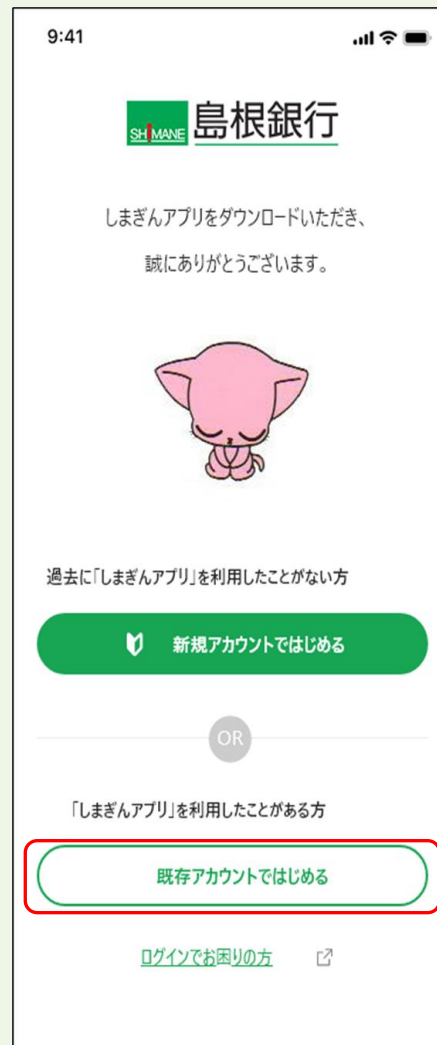 9:41
SHIMANE 島根銀行
しまぎんアプリをダウンロードいただき、
誠にありがとうございます。
過去に「しまぎんアプリ」を利用したことがない方
新規アカウントではじめる
OR
「しまぎんアプリ」を利用したことがある方
既存アカウントではじめる
ログインでお困りの方